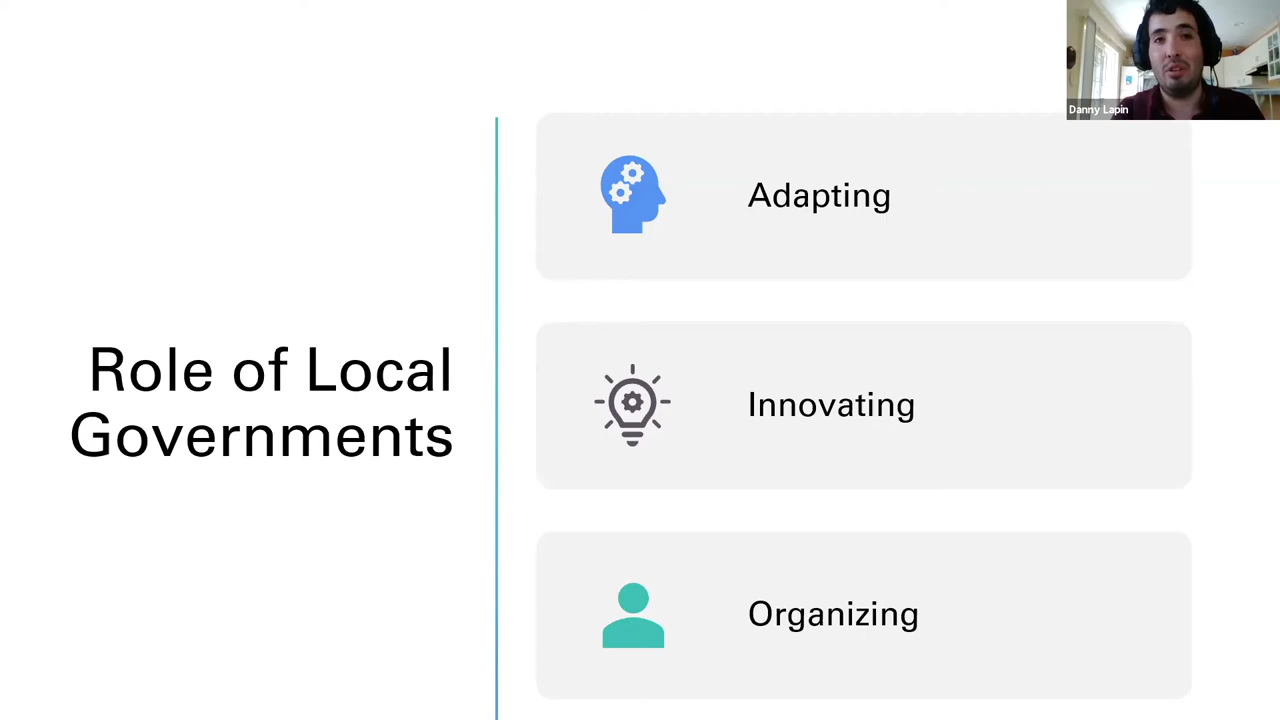 Role of Local
Governments
Adapting
Innovating
Organizing
Danny Lapin